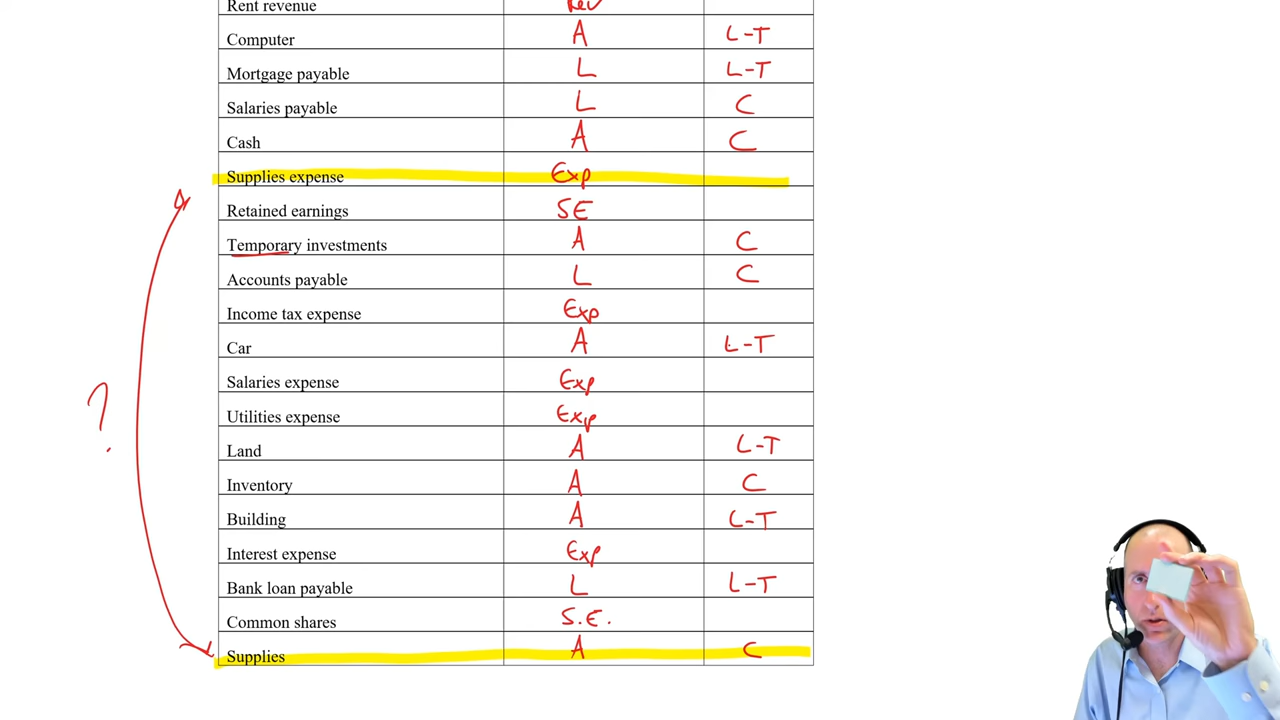 Rent revenue Rev
Computer A L-T
Mortgage payable L L-T
Salaries payable L C
Cash A C
Supplies expense Exp
Retained earnings SE
Temporary investments A C
Accounts payable L C
Income tax expense Exp
Car A L-T
Salaries expense Exp
Utilities expense Exp
Land A L-T
Inventory A C
Building A L-T
Interest expense Exp
Bank loan payable L L-T
Common shares S.E.
Supplies A C
?